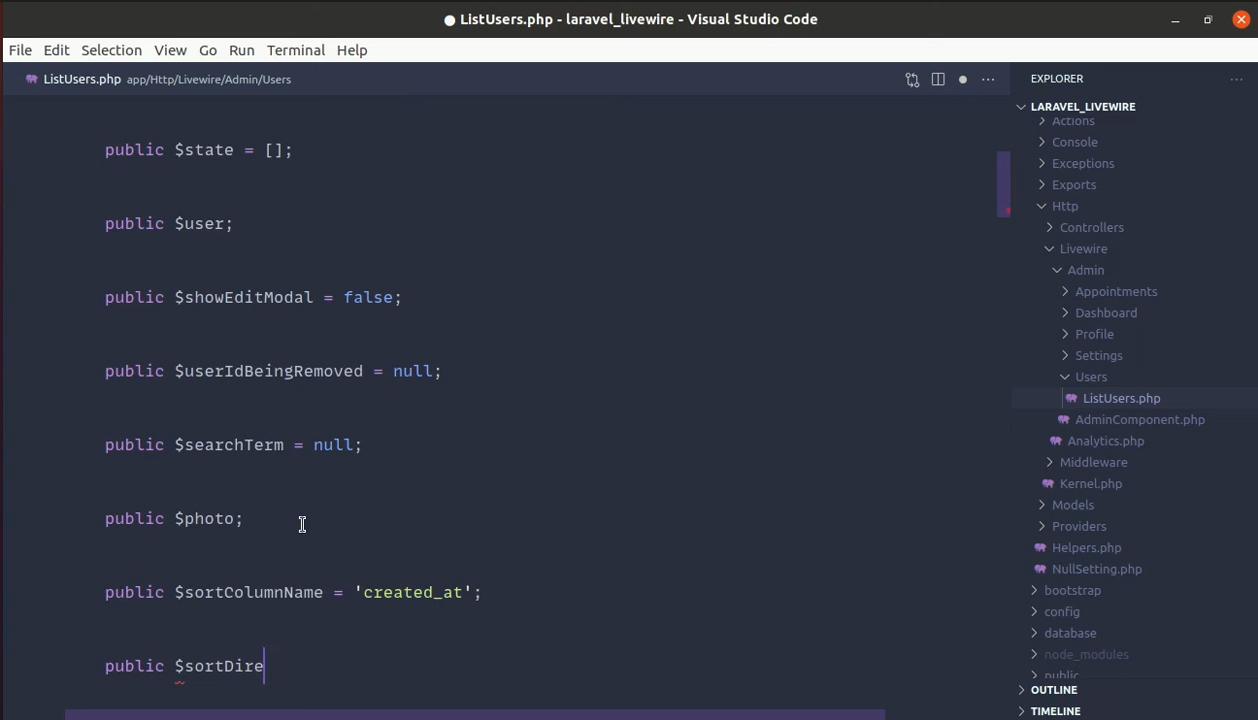 ● ListUsers.php - laravel_livewire - Visual Studio Code
File Edit Selection View Go Run Terminal Help
ListUsers.php app/Http/Livewire/Admin/Users
public $state = [];
public $user;
public $showEditModal = false;
public $userIdBeingRemoved = null;
public $searchTerm = null;
public $photo;
public $sortColumnName = 'created_at';
public $sortDire
EXPLORER
LARAVEL_LIVEWIRE
Actions
Console
Exceptions
Exports
Http
Controllers
Livewire
Admin
Appointments
Dashboard
Profile
Settings
Users
ListUsers.php
AdminComponent.php
Analytics.php
Middleware
Kernel.php
Models
Providers
Helpers.php
NullSetting.php
bootstrap
config
database
node_modules
public
OUTLINE
TIMELINE